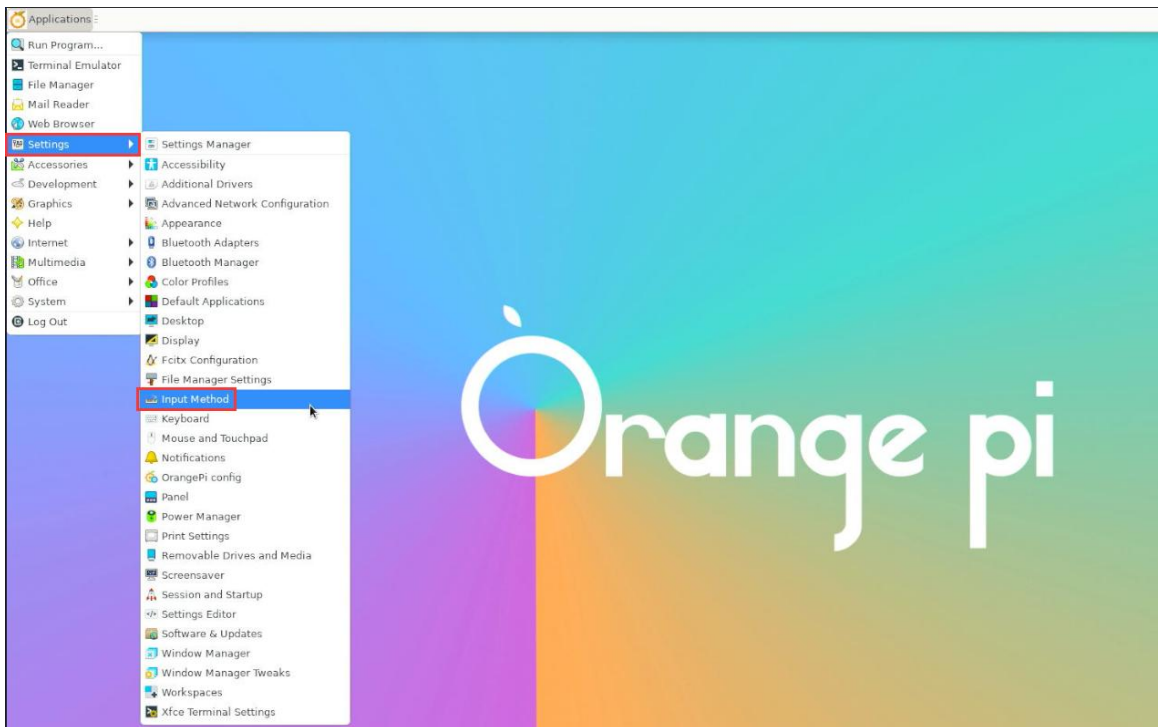 Applications
Run Program...
Terminal Emulator
File Manager
Mail Reader
Web Browser
Settings
Accessories
Development
Graphics
Help
Internet
Multimedia
Office
System
Log Out
Settings Manager
Accessibility
Additional Drivers
Advanced Network Configuration
Appearance
Bluetooth Adapters
Bluetooth Manager
Color Profiles
Default Applications
Desktop
Display
Fcitx Configuration
File Manager Settings
Input Method
Keyboard
Mouse and Touchpad
Notifications
OrangePi config
Panel
Power Manager
Print Settings
Removable Drives and Media
Screensaver
Session and Startup
Settings Editor
Software & Updates
Window Manager
Window Manager Tweaks
Workspaces
Xfce Terminal Settings
Orange pi